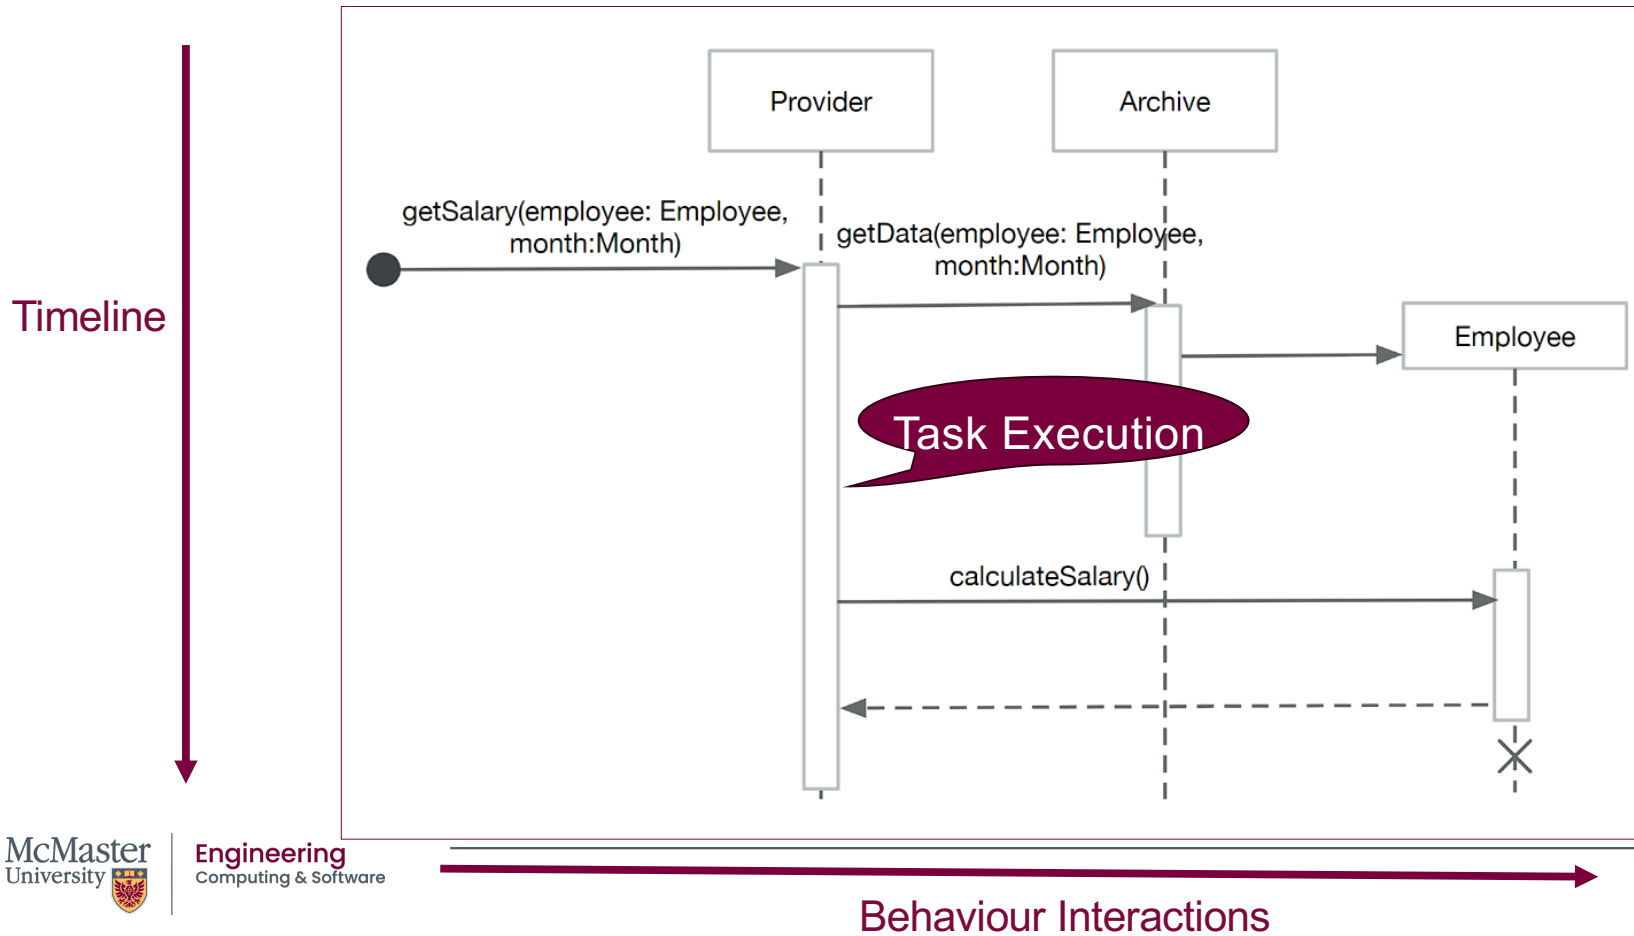 Provider
Archive
getSalary(employee: Employee,
month:Month)
getData(employee: Employee,
month:Month)
Timeline
Employee
Task Execution
calculateSalary()
McMaster
University
Engineering
Computing & Software
Behaviour Interactions